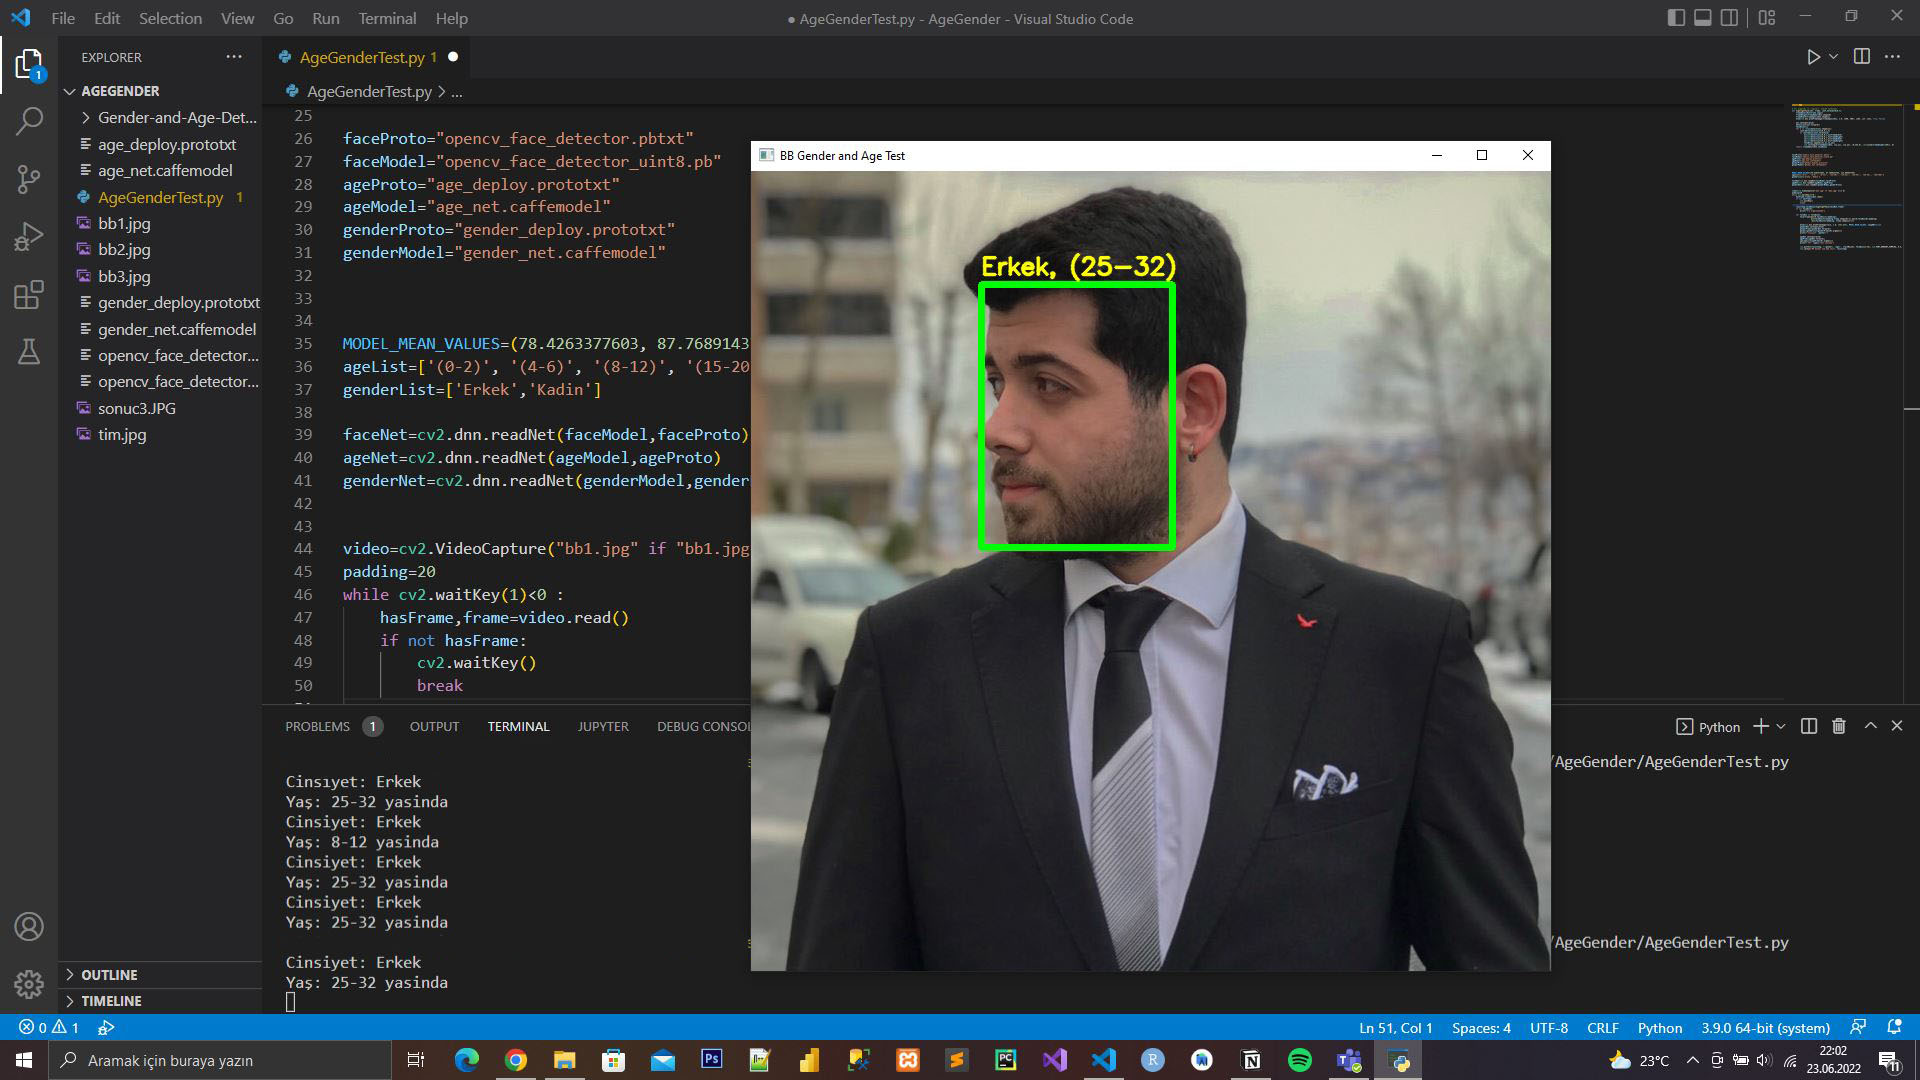 File Edit Selection View Go Run Terminal Help
● AgeGenderTest.py - AgeGender - Visual Studio Code
EXPLORER
AGEGENDER
Gender-and-Age-Det...
age_deploy.prototxt
age_net.caffemodel
AgeGenderTest.py 1
bb1.jpg
bb2.jpg
bb3.jpg
gender_deploy.prototxt
gender_net.caffemodel
opencv_face_detector...
opencv_face_detector...
sonuc3.JPG
tim.jpg
OUTLINE
TIMELINE
1
AgeGenderTest.py 1
AgeGenderTest.py > ...
25
26 faceProto="opencv_face_detector.pbtxt"
27 faceModel="opencv_face_detector_uint8.pb"
28 ageProto="age_deploy.prototxt"
29 ageModel="age_net.caffemodel"
30 genderProto="gender_deploy.prototxt"
31 genderModel="gender_net.caffemodel"
32
33
34
35 MODEL_MEAN_VALUES=(78.4263377603, 87.7689143
36 ageList=['(0-2)', '(4-6)', '(8-12)', '(15-20
37 genderList=['Erkek','Kadin']
38
39 faceNet=cv2.dnn.readNet(faceModel,faceProto)
40 ageNet=cv2.dnn.readNet(ageModel,ageProto)
41 genderNet=cv2.dnn.readNet(genderModel,gender
42
43
44 video=cv2.VideoCapture("bb1.jpg" if "bb1.jpg
45 padding=20
46 while cv2.waitKey(1)<0 :
47 hasFrame,frame=video.read()
48 if not hasFrame:
49 cv2.waitKey()
50 break
BB Gender and Age Test
Erkek, (25-32)
PROBLEMS 1 OUTPUT TERMINAL JUPYTER DEBUG CONSOL
Python
/AgeGender/AgeGenderTest.py
Cinsıyet: Erkek
Yaş: 25-32 yasinda
Cinsiyet: Erkek
Yaş: 8-12 yasinda
Cinsiyet: Erkek
Yaş: 25-32 yasinda
Cinsiyet: Erkek
Yaş: 25-32 yasinda
/AgeGender/AgeGenderTest.py
Cinsiyet: Erkek
Yaş: 25-32 yasinda
0 1
Ln 51, Col 1 Spaces: 4 UTF-8 CRLF Python 3.9.0 64-bit (system)
Aramak için buraya yazın
Ps
PC
R
N
23°C
22:02
23.06.2022
11